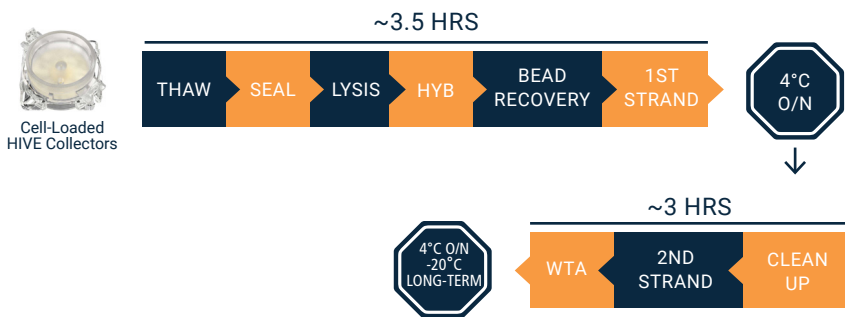 ~3.5 HRS
Cell-Loaded
HIVE Collectors
THAW
SEAL
LYSIS
HYB
BEAD
RECOVERY
1ST
STRAND
4°C
O/N
~3 HRS
CLEAN
UP
2ND
STRAND
WTA
4°C O/N
-20°C
LONG-TERM